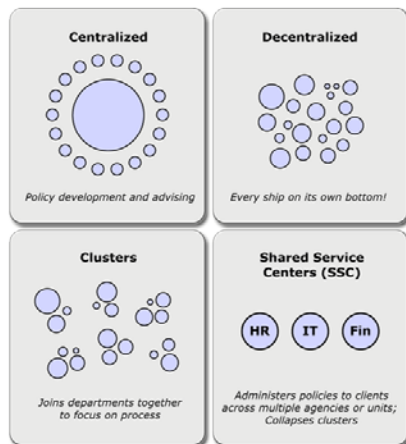 Centralized
Policy development and advising
Decentralized
Every ship on its own bottom!
Clusters
Joins departments together
to focus on process
Shared Service
Centers (SSC)
HR IT Fin
Administers policies to clients
across multiple agencies or units;
Collapses clusters